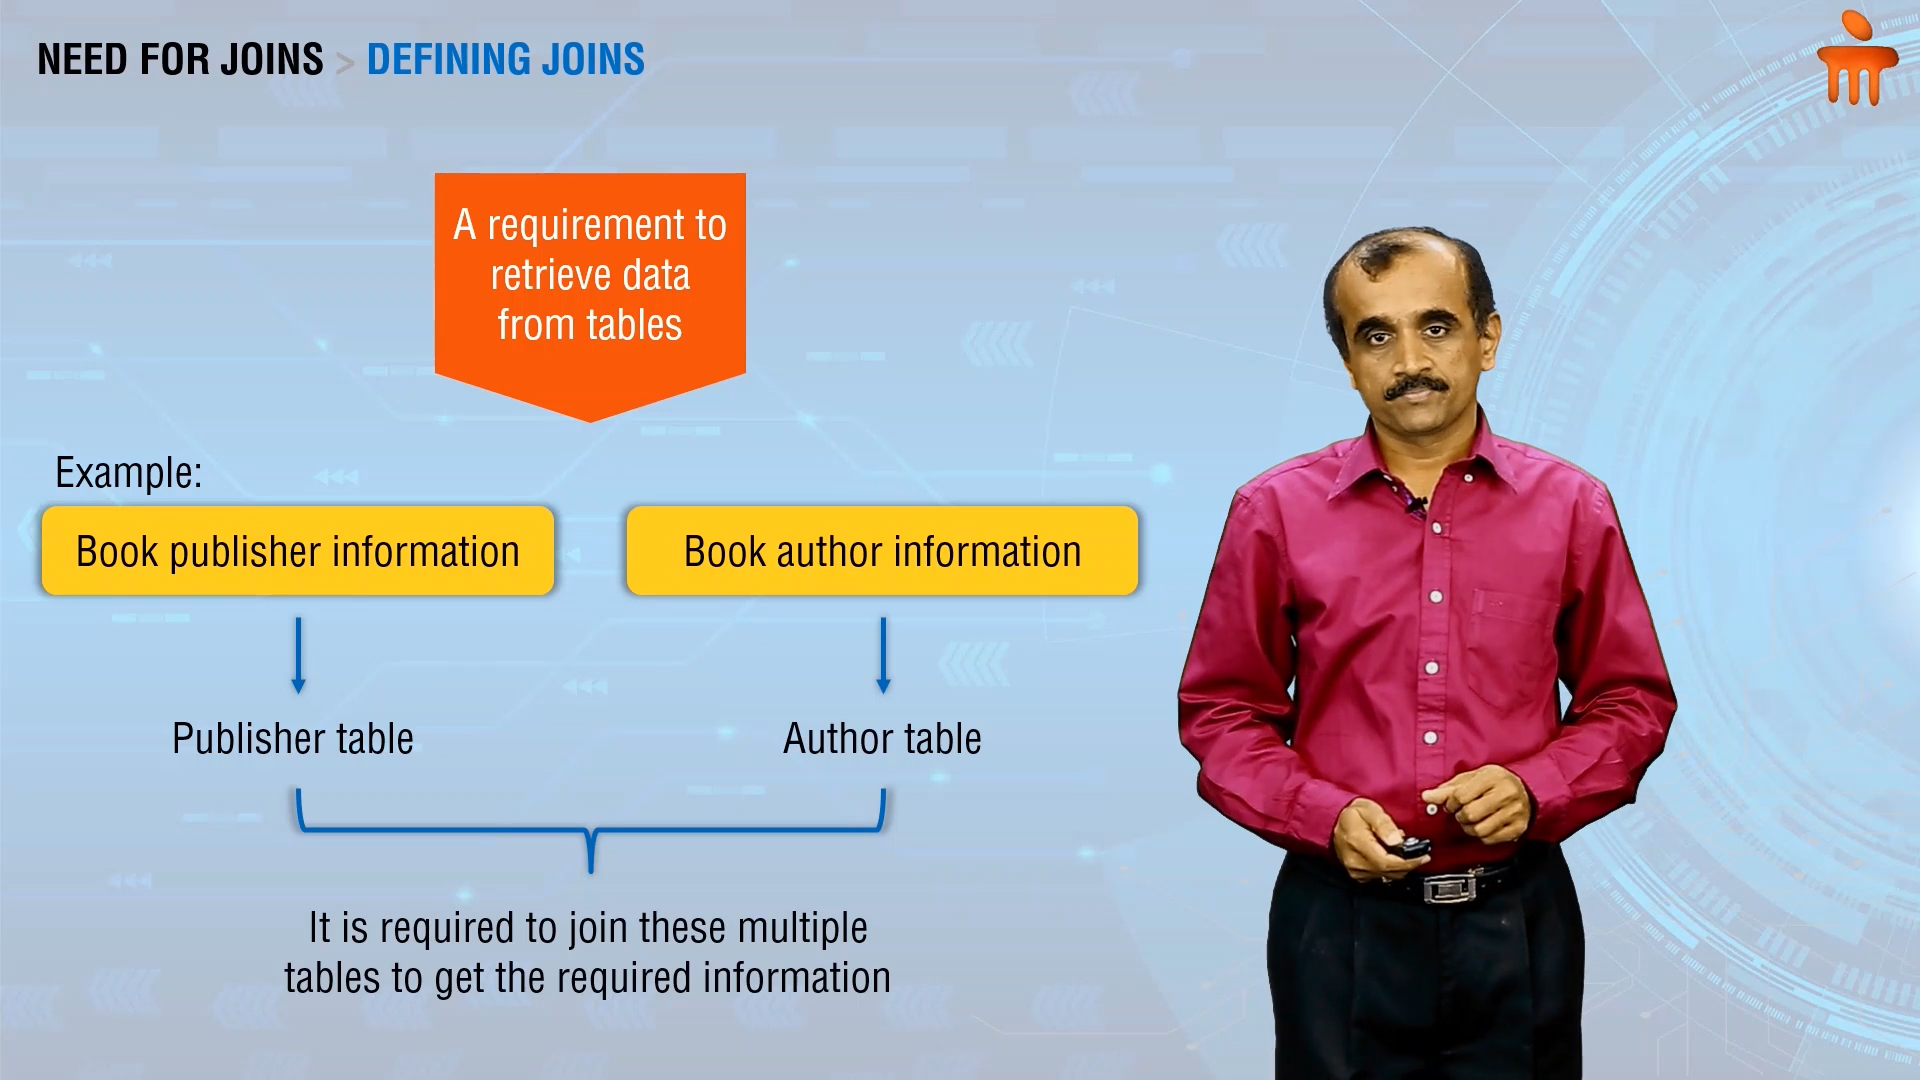 NEED FOR JOINS > DEFINING JOINS
A requirement to
retrieve data
from tables
Example:
Book publisher information
Book author information
Publisher table
Author table
It is required to join these multiple
tables to get the required information